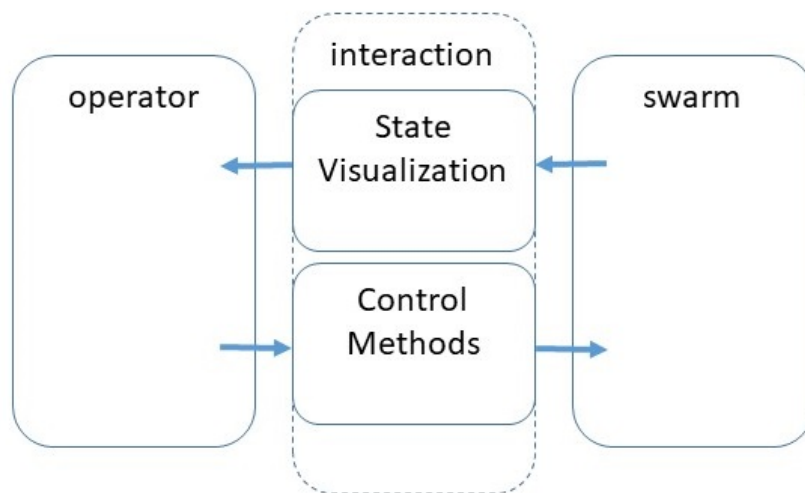 operator
interaction
State
Visualization
Control
Methods
swarm